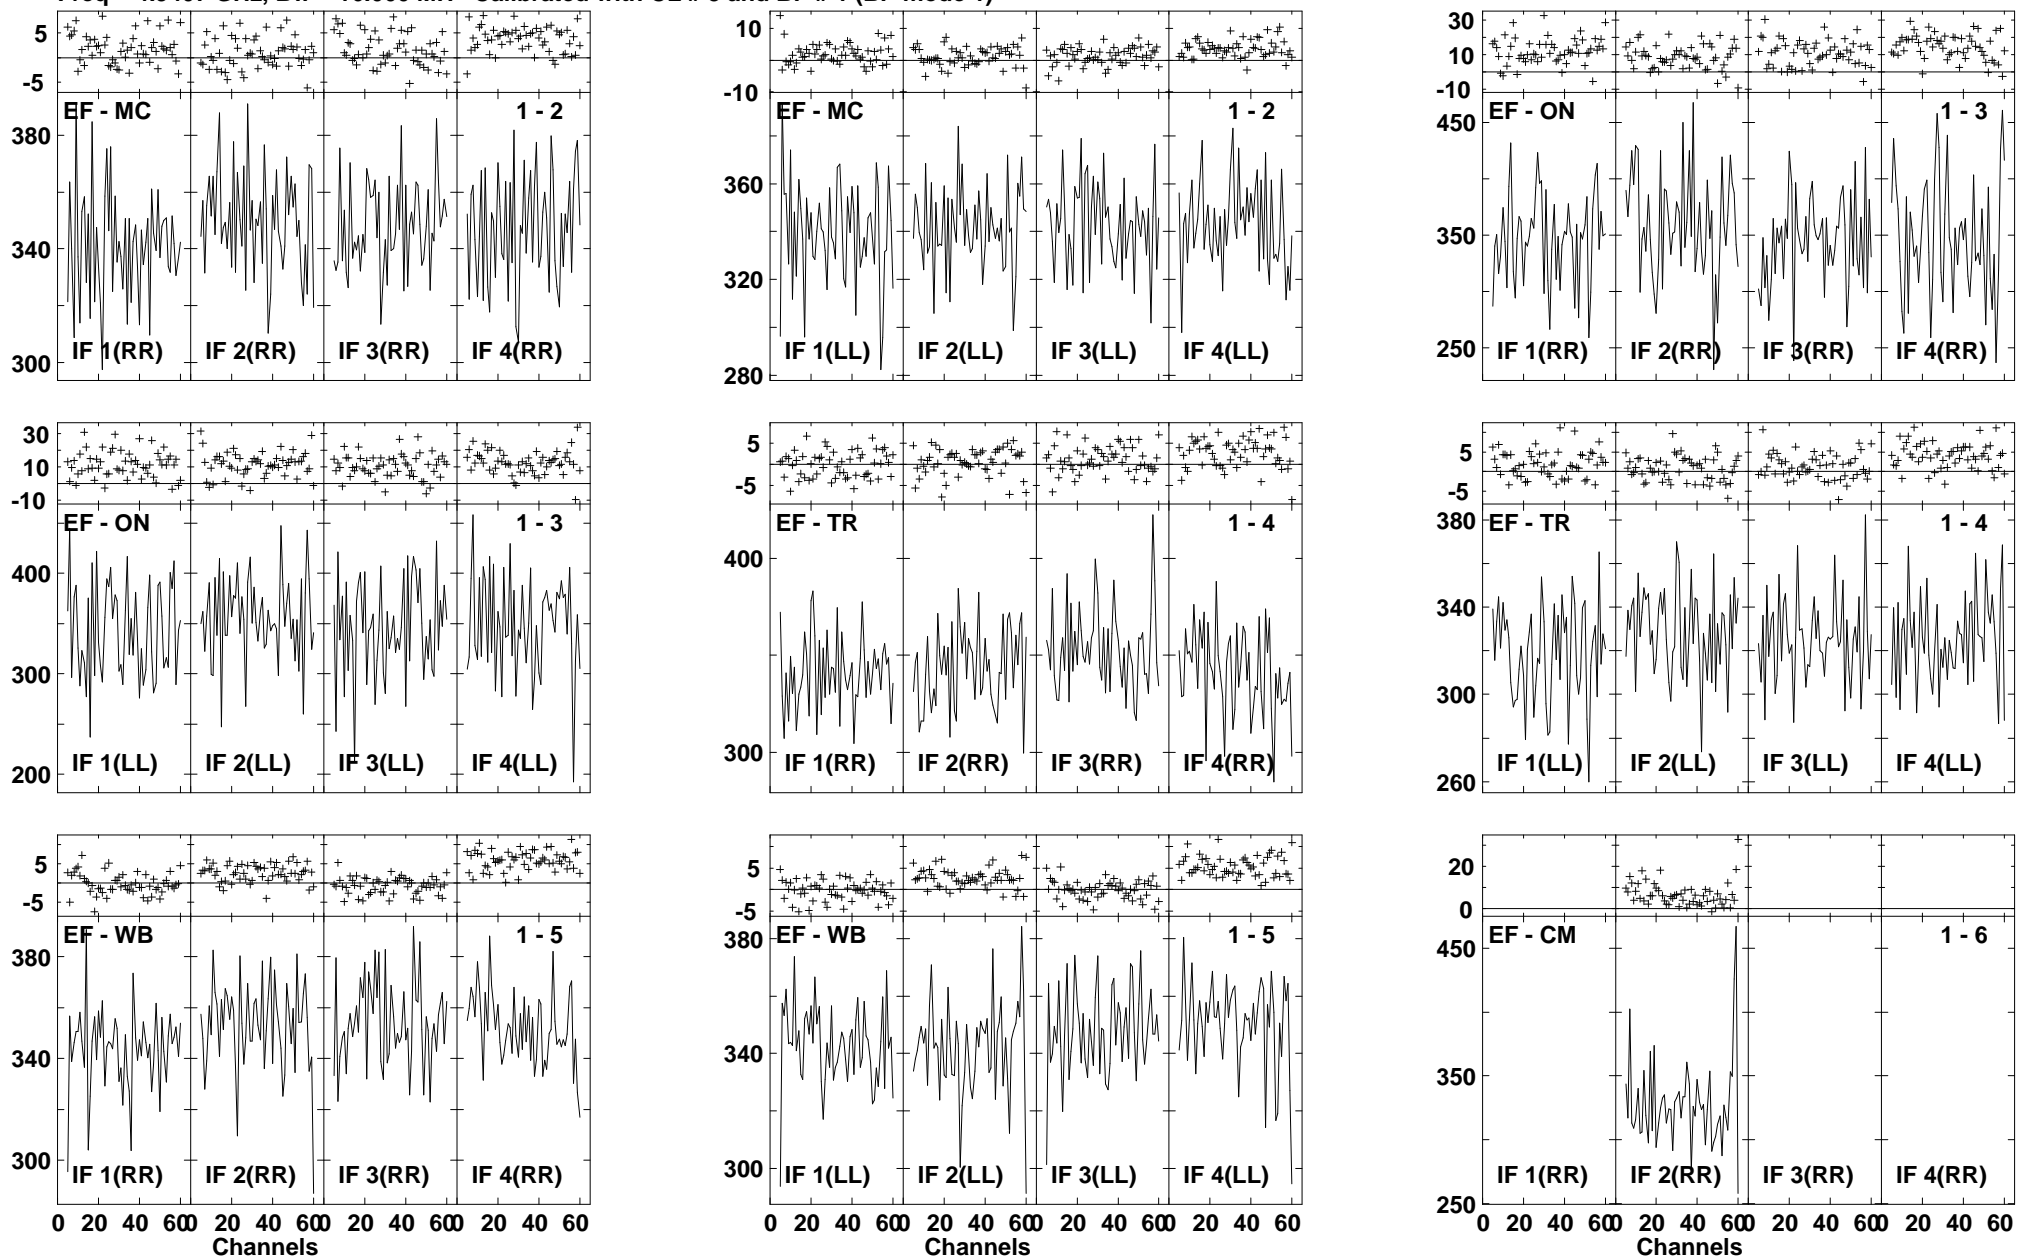 5 10 30
-5 -10 10
-10
EF - MC 1 - 2 EF - MC 1 - 2 EF - ON 1 - 3
380 360 450
340 320 350
300 280 250
IF 1(RR) IF 2(RR) IF 3(RR) IF 4(RR) IF 1(LL) IF 2(LL) IF 3(LL) IF 4(LL) IF 1(RR) IF 2(RR) IF 3(RR) IF 4(RR)
30 5 5
10 -5 -5
-10
EF - ON 1 - 3 EF - TR 1 - 4 EF - TR 1 - 4
400 400 380
300 300 340
200 300
260
IF 1(LL) IF 2(LL) IF 3(LL) IF 4(LL) IF 1(RR) IF 2(RR) IF 3(RR) IF 4(RR) IF 1(LL) IF 2(LL) IF 3(LL) IF 4(LL)
5 5 20
-5 -5 0
EF - WB 1 - 5 EF - WB 1 - 5 EF - CM 1 - 6
380 380 450
340 340 350
300 300 250
IF 1(RR) IF 2(RR) IF 3(RR) IF 4(RR) IF 1(LL) IF 2(LL) IF 3(LL) IF 4(LL) IF 1(RR) IF 2(RR) IF 3(RR) IF 4(RR)
0 20 40 60 0 20 40 60 0 20 40 60 0 20 40 60 0 20 40 60 0 20 40 60 0 20 40 60 0 20 40 60 0 20 40 60 0 20 40 60 0 20 40 60 0 20 40 60
Channels Channels Channels